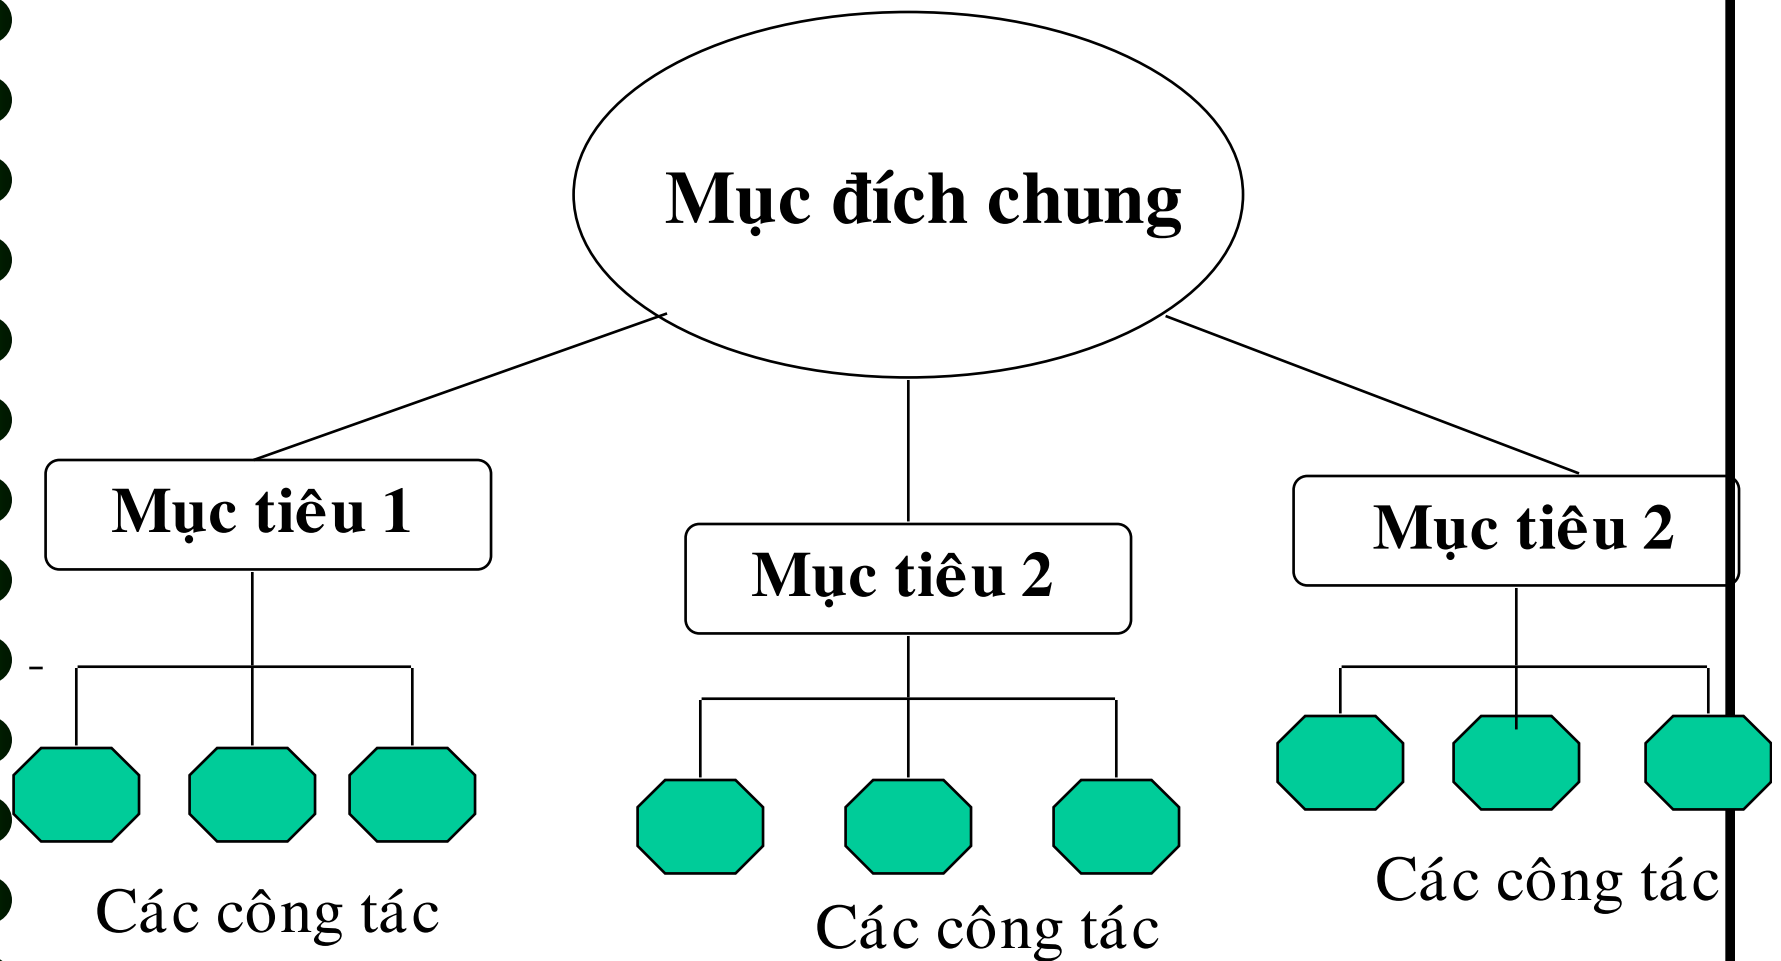 Mục đích chung
Mục tiêu 1
Mục tiêu 2
Mục tiêu 2
-
Các công tác
Các công tác
Các công tác